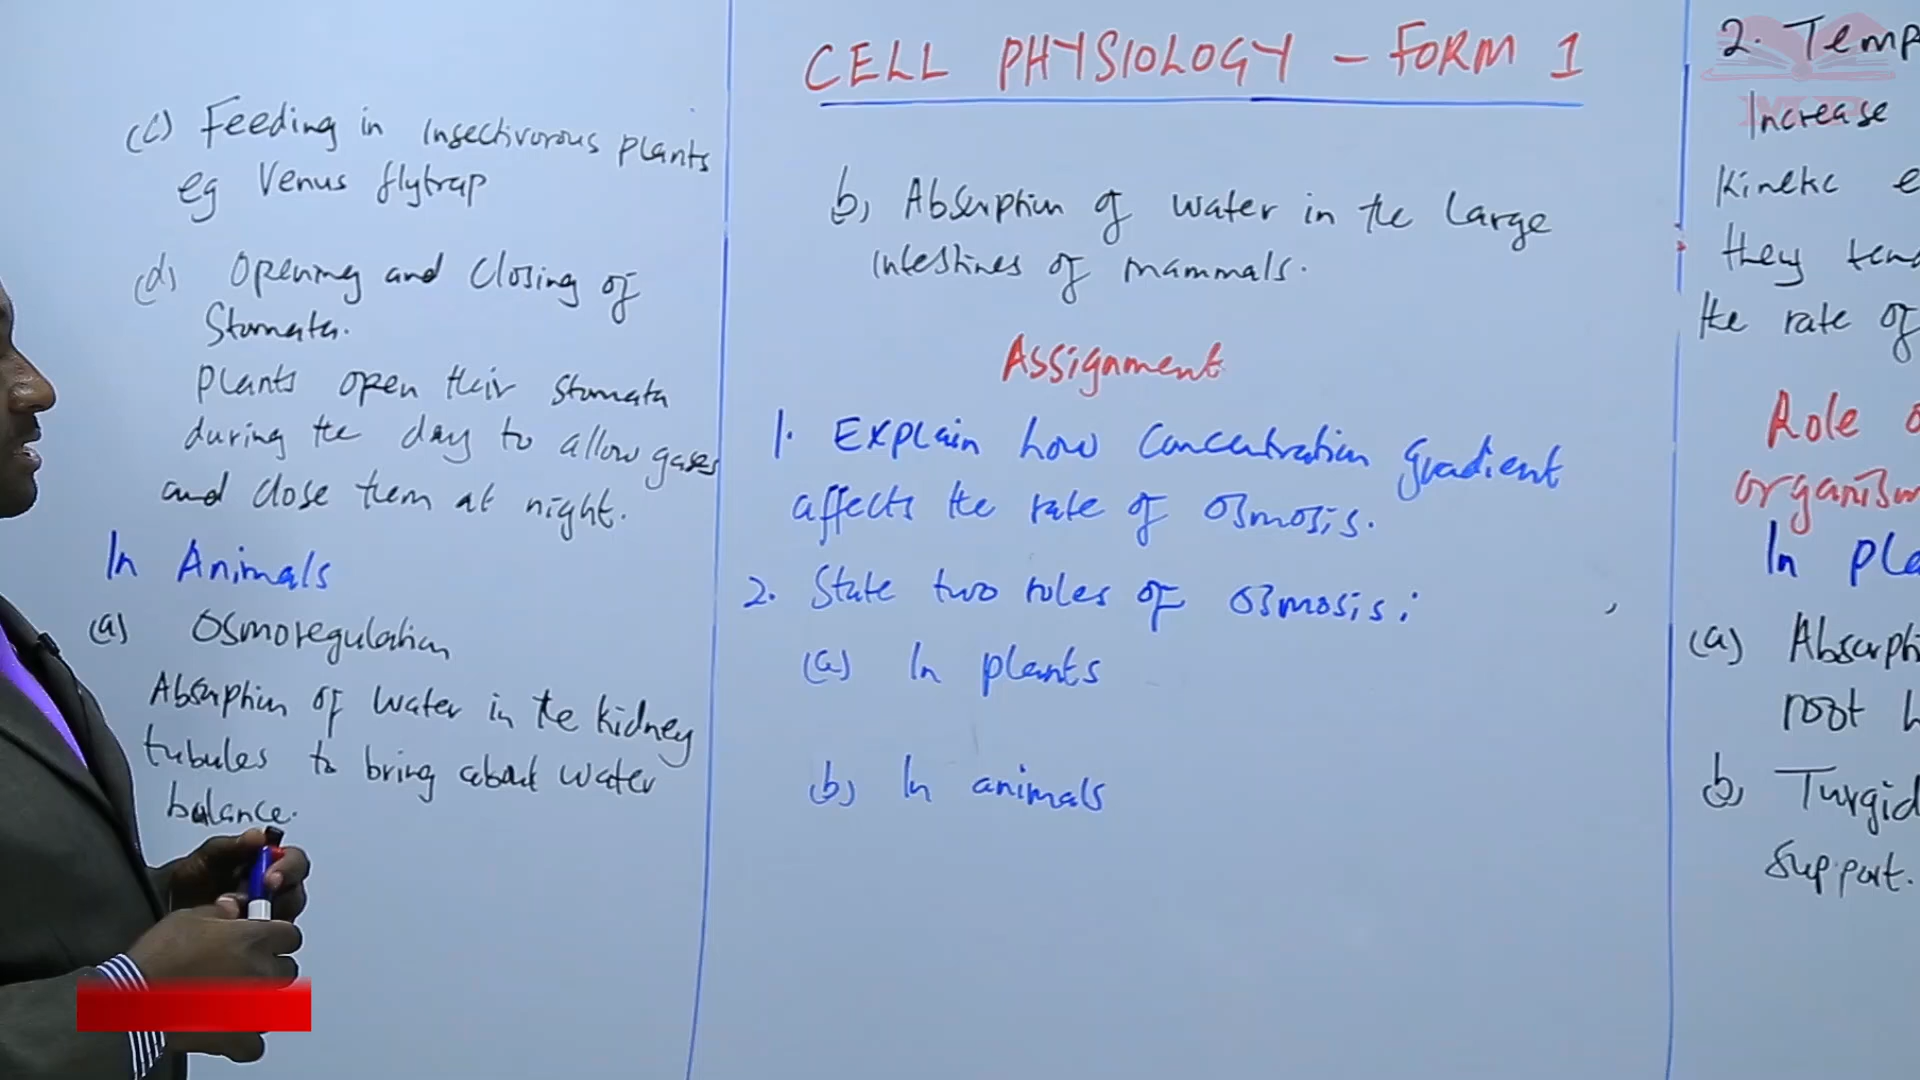 CELL PHYSIOLOGY - FORM 1
(c) Feeding in insectivorous plants
eg Venus flytrap
(d) Opening and closing of
Stomata.
Plants open their stomata
during the day to allow gases
and close them at night.
In Animals
(a) Osmoregulation
Absorption of water in the kidney
tubules to bring about water
balance.
b) Absorption of water in the large
intestines of mammals.
Assignment
1. Explain how concentration gradient
affects the rate of osmosis.
2. State two roles of osmosis:
(a) In plants
(b) In animals
2. Temp
Increase
Kinetic e
they tend
the rate of
Role o
organism
In pla
(a) Absorpti
root h
b) Turgid
support.